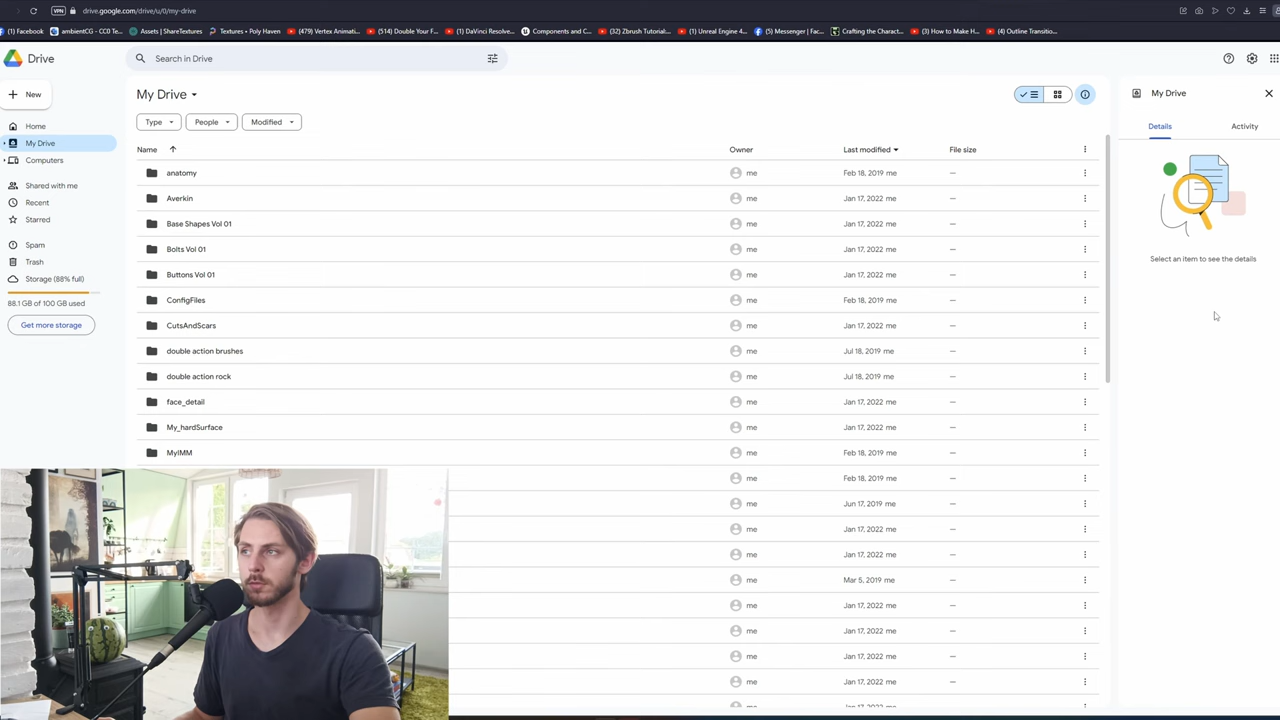 VPN
drive.google.com/drive/u/0/my-drive
(1) Facebook
ambientCG - CC0 Te...
Assets | ShareTextures
Textures • Poly Haven
(479) Vertex Animati...
(514) Double Your F...
(1) DaVinci Resolve...
Components and C...
(32) Zbrush Tutorial:...
(1) Unreal Engine 4...
(5) Messenger | Fac...
Crafting the Charact...
(3) How to Make H...
(4) Outline Transitio...
Drive
Search in Drive
New
My Drive
My Drive
Type
People
Modified
Details
Activity
Home
My Drive
Computers
Shared with me
Recent
Starred
Spam
Trash
Storage (88% full)
88.1 GB of 100 GB used
Get more storage
Name
Owner
Last modified
File size
anatomy me Feb 18, 2019 me —
Averkin me Jan 17, 2022 me —
Base Shapes Vol 01 me Jan 17, 2022 me —
Bolts Vol 01 me Jan 17, 2022 me —
Buttons Vol 01 me Jan 17, 2022 me —
ConfigFiles me Feb 18, 2019 me —
CutsAndScars me Jan 17, 2022 me —
double action brushes me Jul 18, 2019 me —
double action rock me Jul 18, 2019 me —
face_detail me Jan 17, 2022 me —
My_hardSurface me Jan 17, 2022 me —
MyIMM me Feb 18, 2019 me —
me Feb 18, 2019 me —
me Jun 17, 2019 me —
me Jan 17, 2022 me —
me Jan 17, 2022 me —
me Mar 5, 2019 me —
me Jan 17, 2022 me —
me Jan 17, 2022 me —
me Jan 17, 2022 me —
me Jan 17, 2022 me —
Select an item to see the details